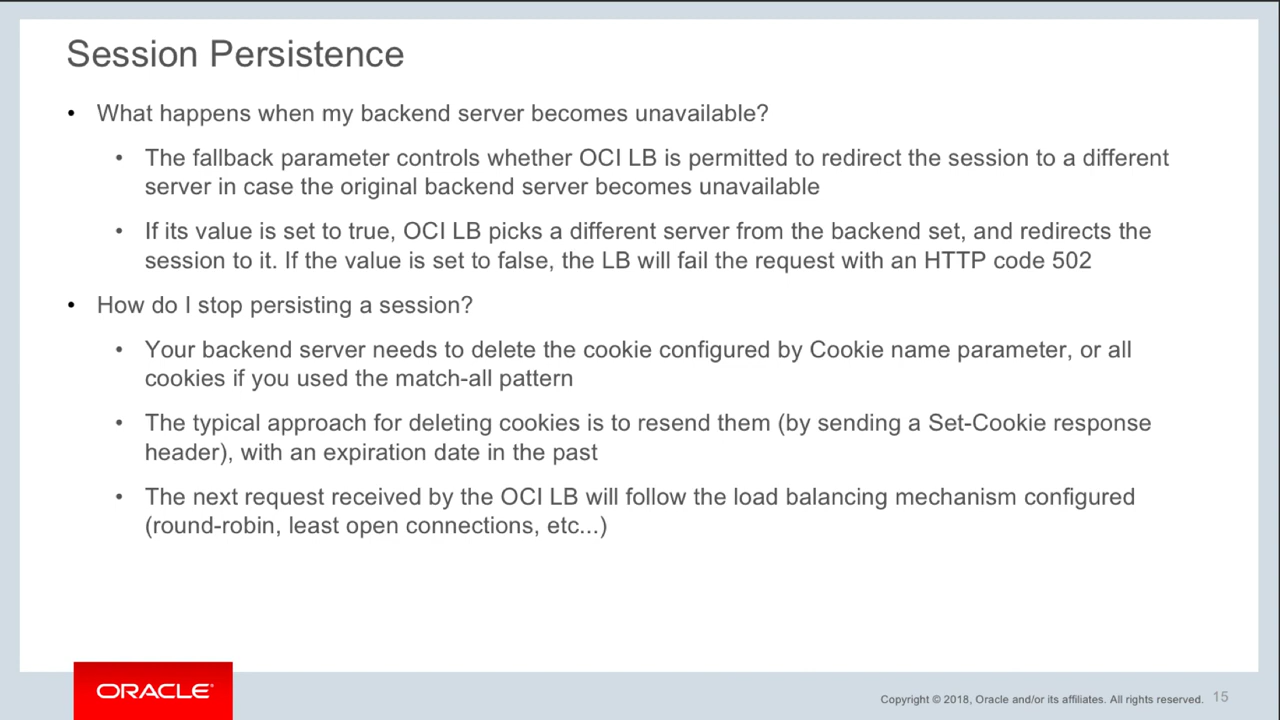 Session Persistence
• What happens when my backend server becomes unavailable?
• The fallback parameter controls whether OCI LB is permitted to redirect the session to a different
server in case the original backend server becomes unavailable
• If its value is set to true, OCI LB picks a different server from the backend set, and redirects the
session to it. If the value is set to false, the LB will fail the request with an HTTP code 502
• How do I stop persisting a session?
• Your backend server needs to delete the cookie configured by Cookie name parameter, or all
cookies if you used the match-all pattern
• The typical approach for deleting cookies is to resend them (by sending a Set-Cookie response
header), with an expiration date in the past
• The next request received by the OCI LB will follow the load balancing mechanism configured
(round-robin, least open connections, etc...)
ORACLE®
Copyright © 2018, Oracle and/or its affiliates. All rights reserved. 15